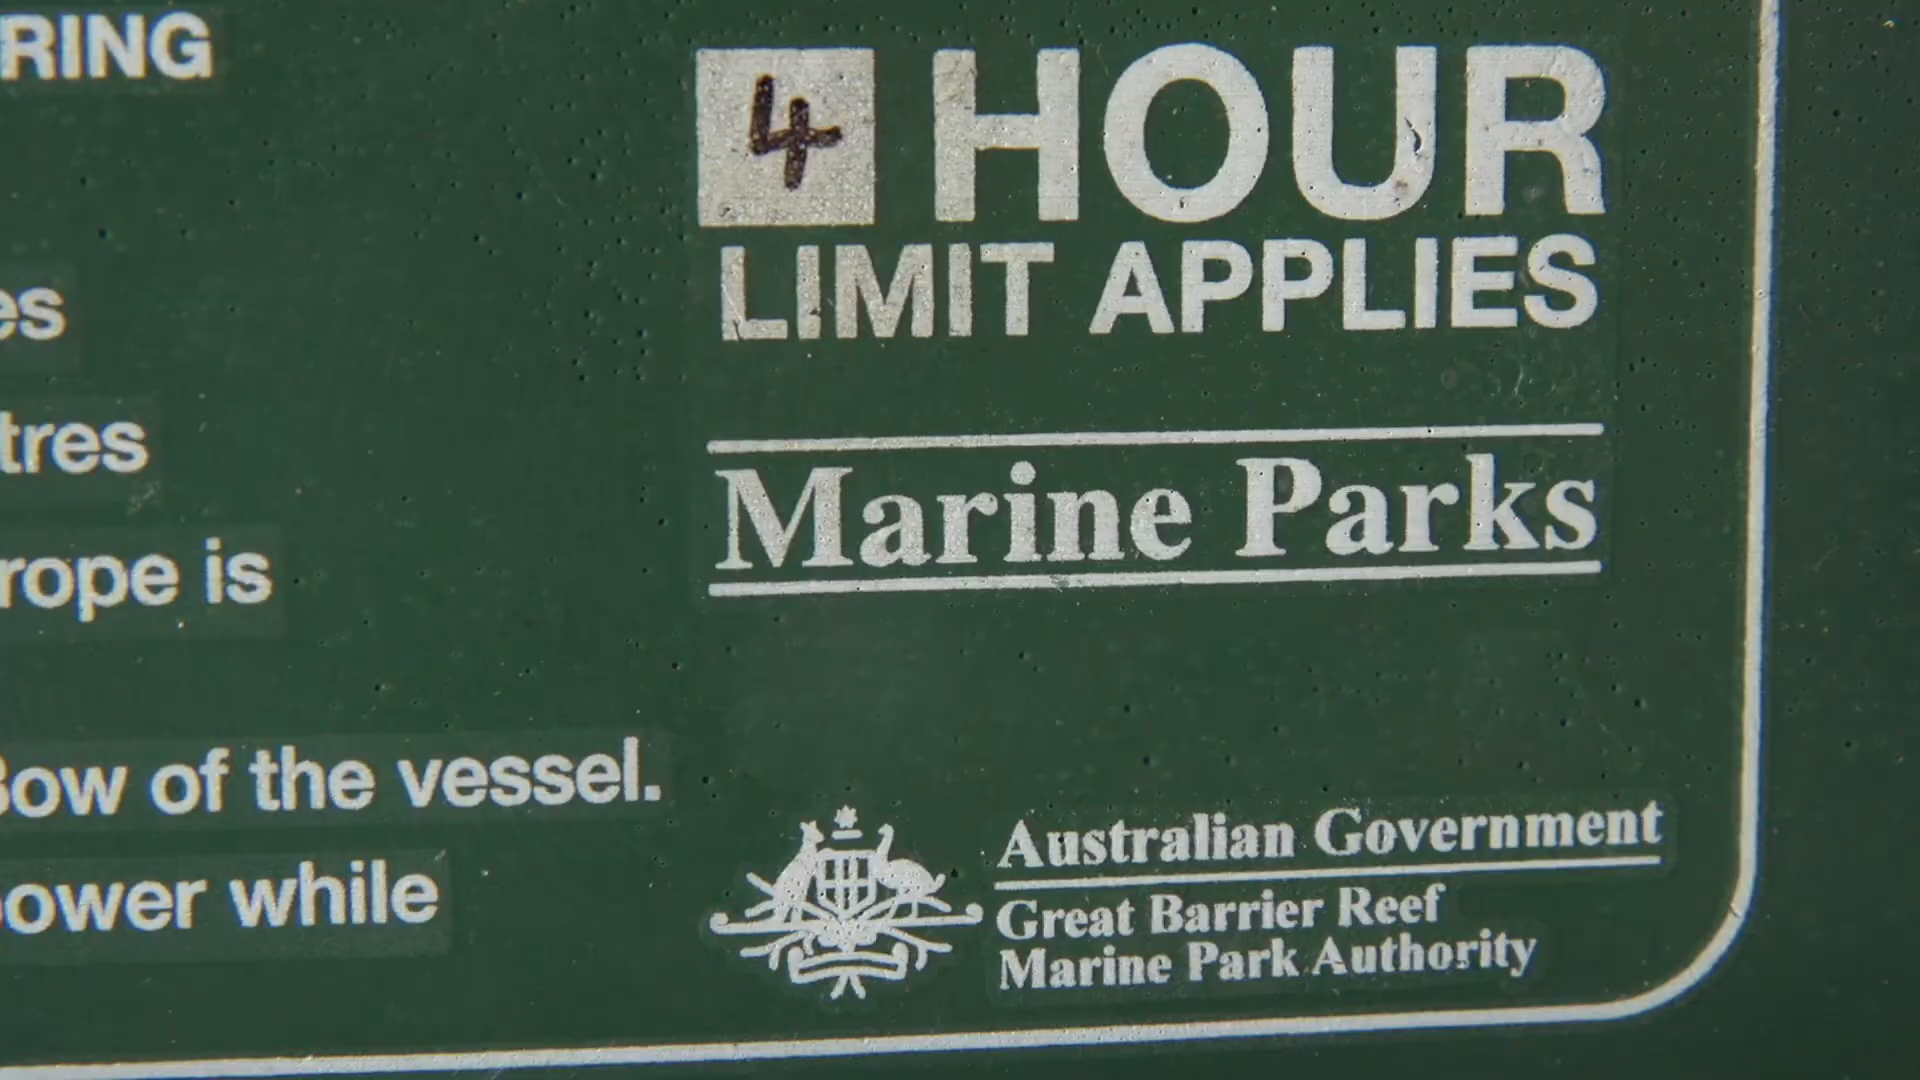 RING
es
tres
rope is
Bow of the vessel.
power while
4 HOUR
LIMIT APPLIES
Marine Parks
Australian Government
Great Barrier Reef
Marine Park Authority